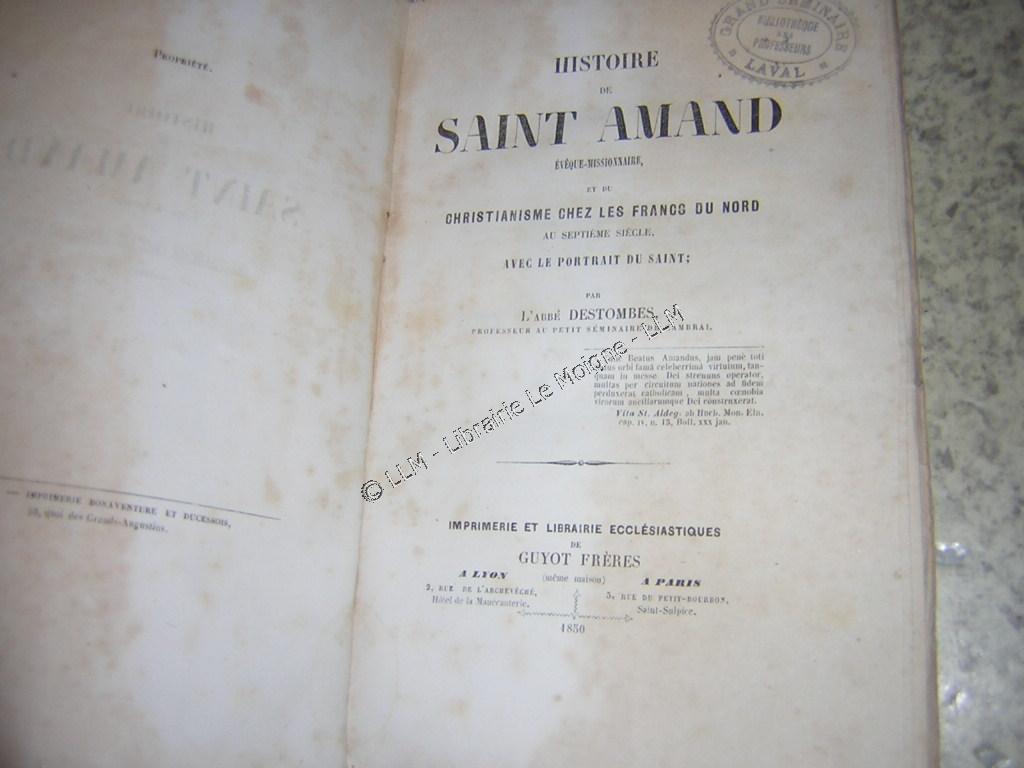 PROPRIÉTÉ.
— IMPRIMERIE BONAVENTURE ET DUCESSOIS,
quai des Grands-Augustins.
GRAND SÉMINAIRE
BIBLIOTHÈQUE
DES
PROFESSEURS
LAVAL
HISTOIRE
DE
SAINT AMAND
ÉVÊQUE-MISSIONNAIRE,
ET DU
CHRISTIANISME CHEZ LES FRANCS DU NORD
AU SEPTIÈME SIÈCLE,
AVEC LE PORTRAIT DU SAINT;
PAR
L'ABBÉ DESTOMBES,
PROFESSEUR AU PETIT SÉMINAIRE DE CAMBRAI.
Beatus Amandus, jam penè toti
orbi famâ celeberrimâ virtutum, tan-
quam in messe Dei strenuus operator,
multas per circuitum nationes ad fidem
perduxerat catholicam, multa cœnobia
virorum ancillarumque Dei construxerat.
Vita St. Aldeg. ab Hucb. Mon. Eln.
cap. IV, n. 15, Boll. XXX jan.
IMPRIMERIE ET LIBRAIRIE ECCLÉSIASTIQUES
DE
GUYOT FRÈRES
A LYON (même maison) A PARIS
2, RUE DE L'ARCHEVÊCHÉ, 5, RUE DU PETIT-BOURBON,
Hôtel de la Manécanterie. Saint-Sulpice.
1850
© LLM - Librairie Le Moigne - LLM